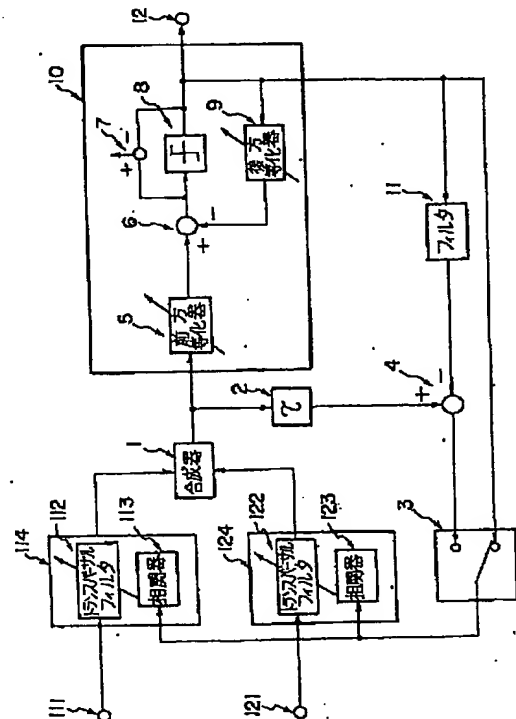 111
114
112
トランスバーサル
フィルタ
113
相関器
121
124
122
トランスバーサル
フィルタ
123
相関器
1
合成器
2
τ
3
4
+
-
5
前方
等化器
6
+
-
7
+
-
8
9
後方
等化器
10
11
フィルタ
12